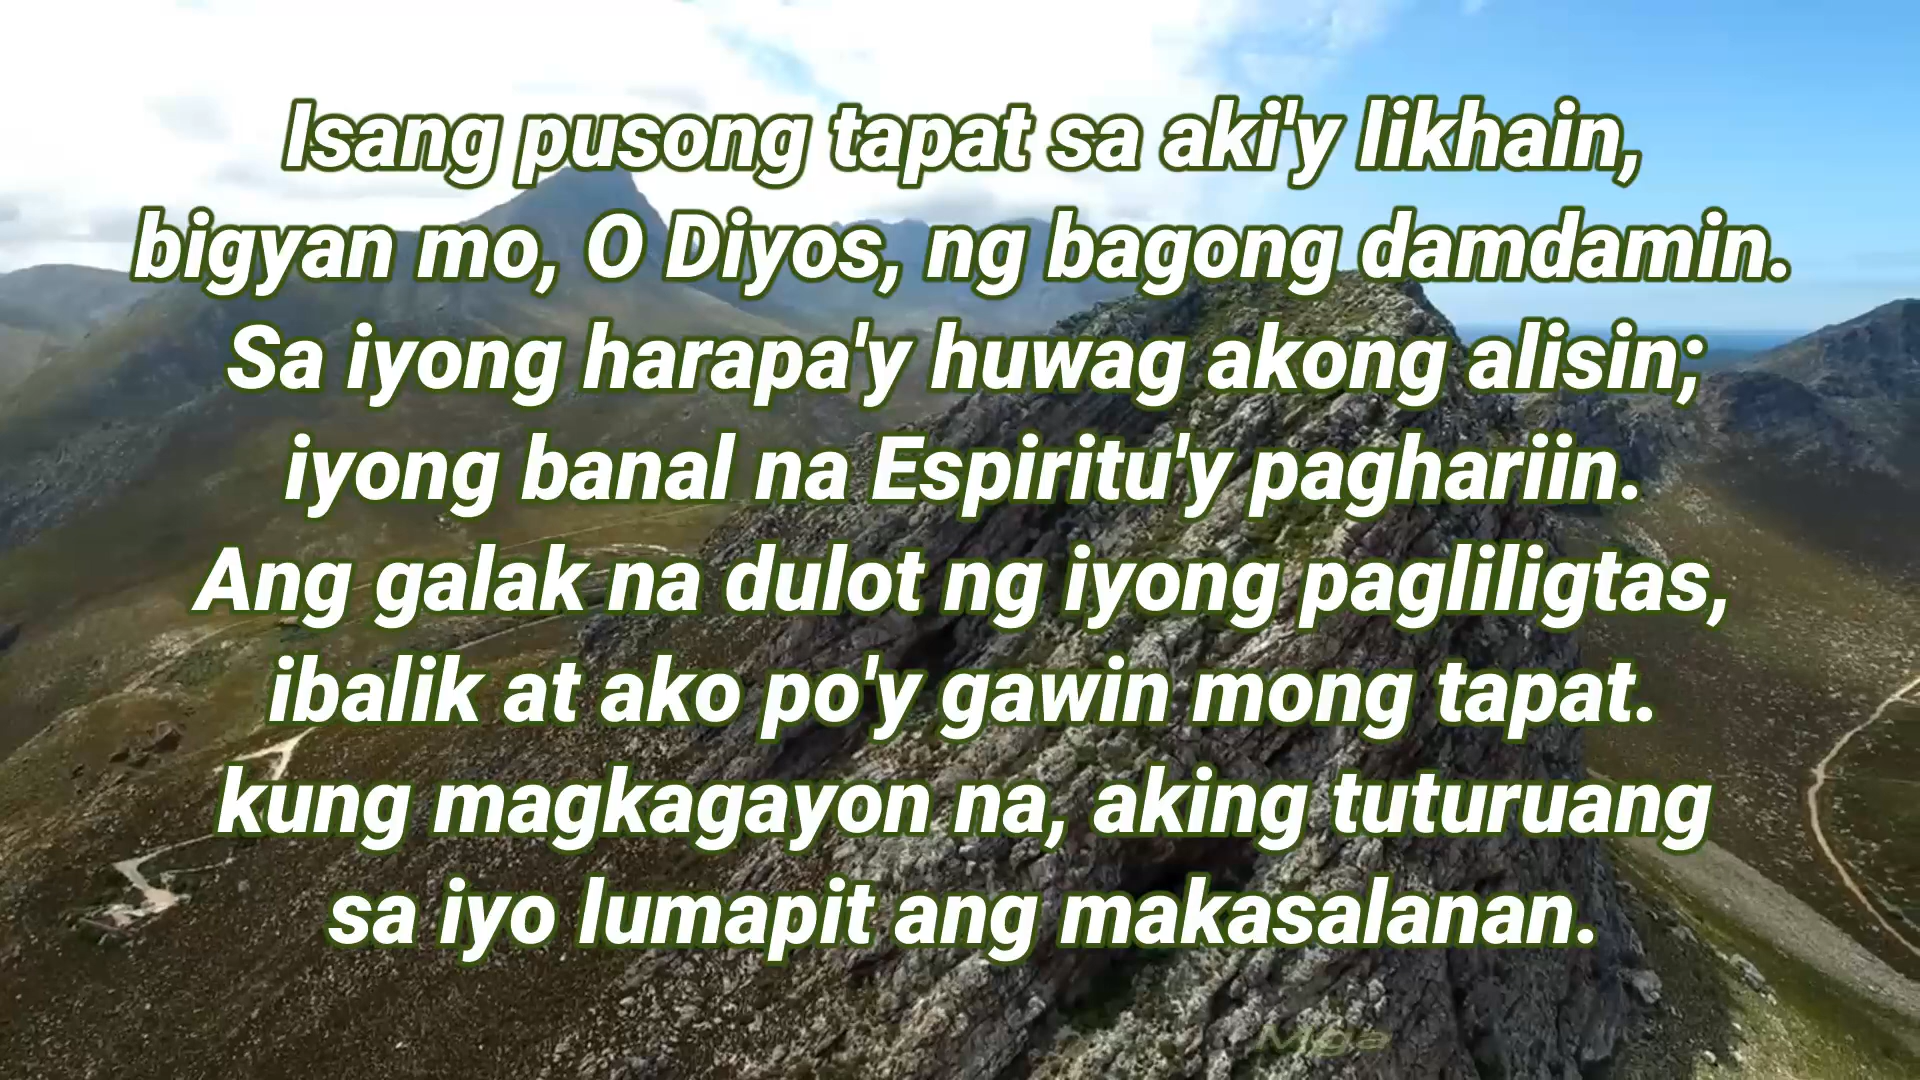 Isang pusong tapat sa aki'y likhain,
bigyan mo, O Diyos, ng bagong damdamin.
Sa iyong harapa'y huwag akong alisin;
iyong banal na Espiritu'y paghariin.
Ang galak na dulot ng iyong pagliligtas,
ibalik at ako po'y gawin mong tapat.
kung magkagayon na, aking tuturuang
sa iyo lumapit ang makasalanan.
Mga